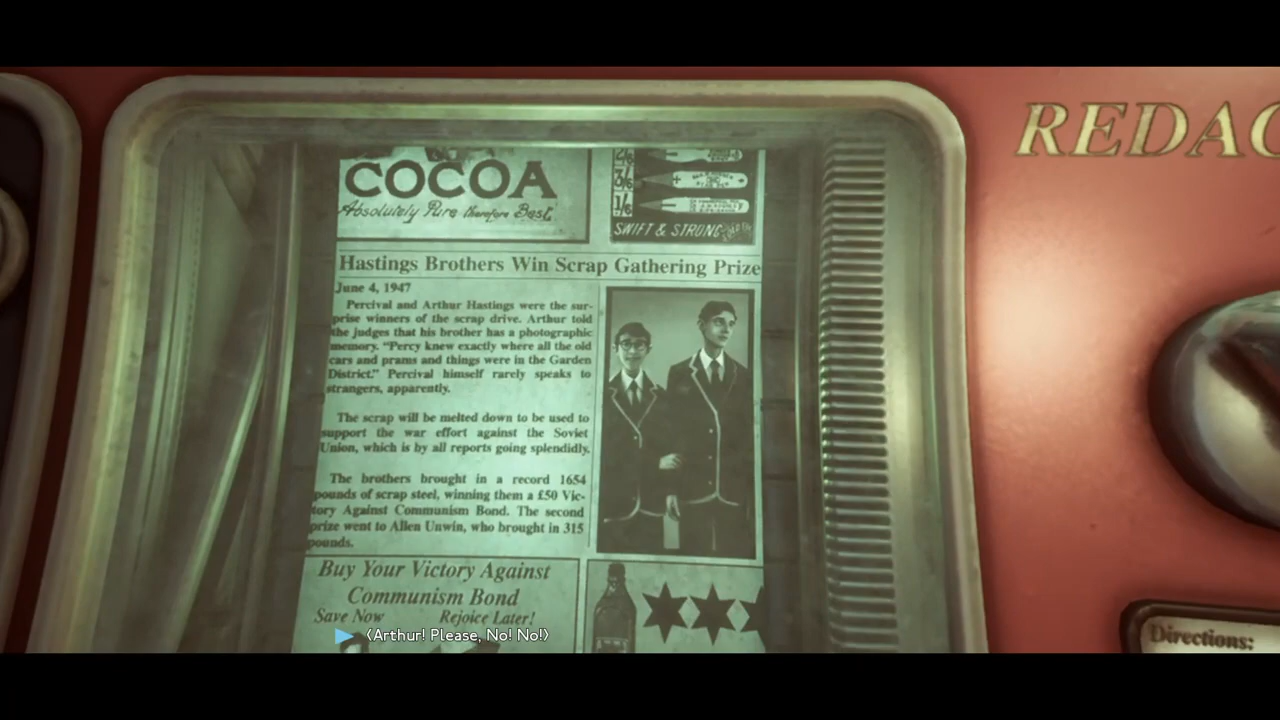 REDAC
COCOA
Absolutely Pure therefore Best
2/6
3/6
1/6
SWIFT & STRONG
Hastings Brothers Win Scrap Gathering Prize
June 4, 1947
Percival and Arthur Hastings were the sur-
prise winners of the scrap drive. Arthur told
the judges that his brother has a photographic
memory. “Percy knew exactly where all the old
cars and prams and things were in the Garden
District.” Percival himself rarely speaks to
strangers, apparently.
The scrap will be melted down to be used to
support the war effort against the Soviet
Union, which is by all reports going splendidly.
The brothers brought in a record 1654
pounds of scrap steel, winning them a £50 Vic-
tory Against Communism Bond. The second
prize went to Allen Unwin, who brought in 315
pounds.
Buy Your Victory Against
Communism Bond
Save Now Rejoice Later!
(Arthur! Please, No! No!)
Directions: